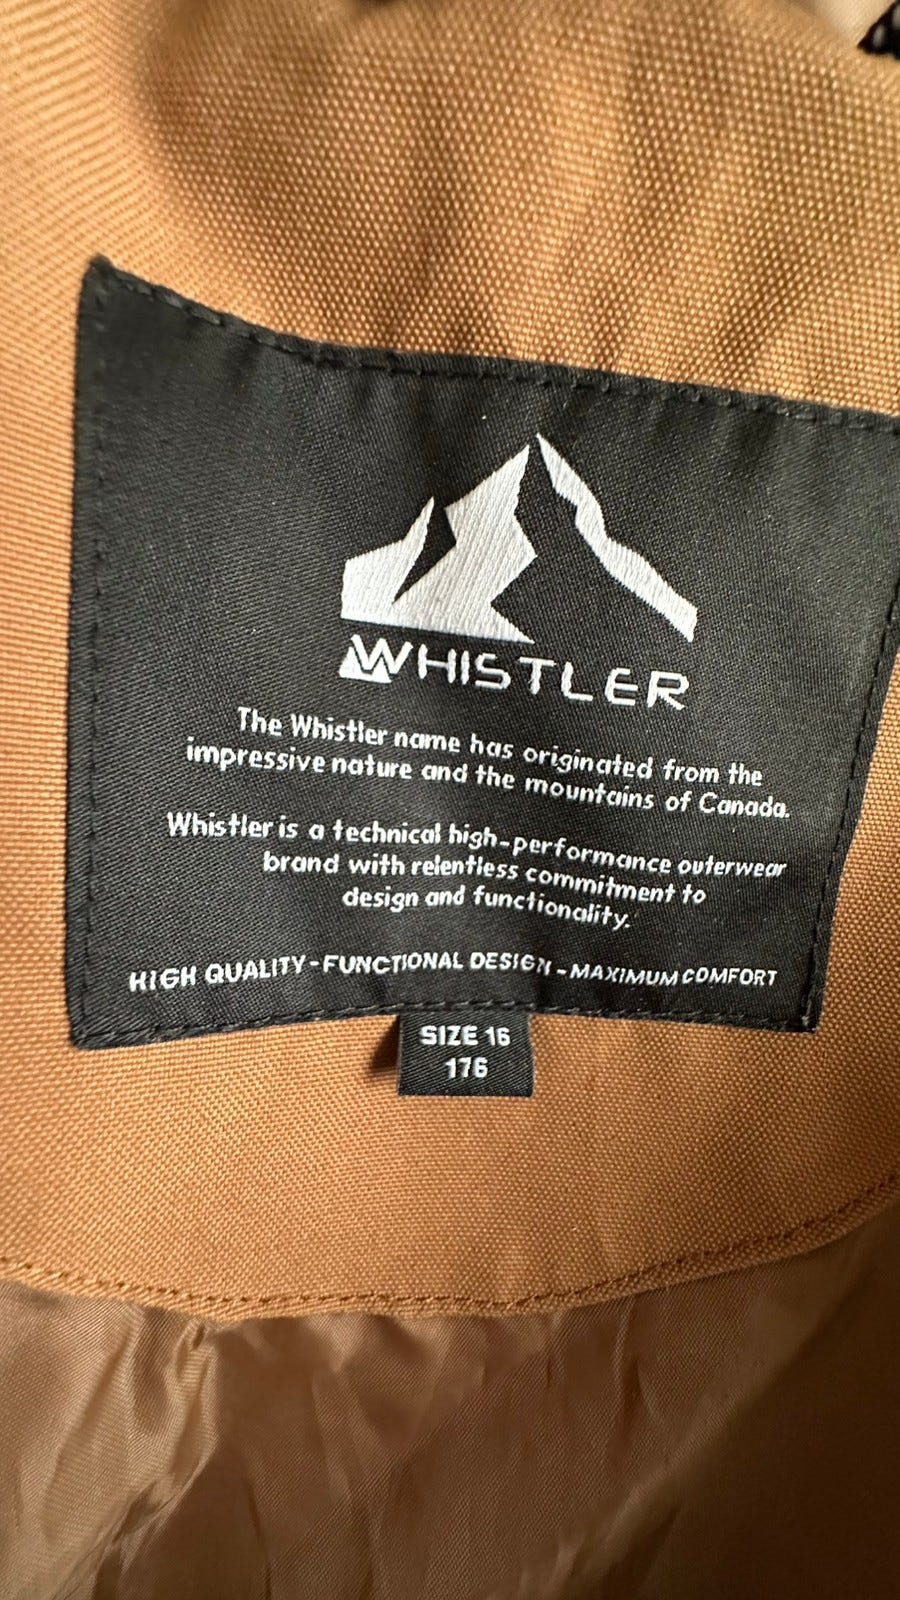 WHISTLER
The Whistler name has originated from the
impressive nature and the mountains of Canada.
Whistler is a technical high-performance outerwear
brand with relentless commitment to
design and functionality.
HIGH QUALITY - FUNCTIONAL DESIGN - MAXIMUM COMFORT
SIZE 16
176